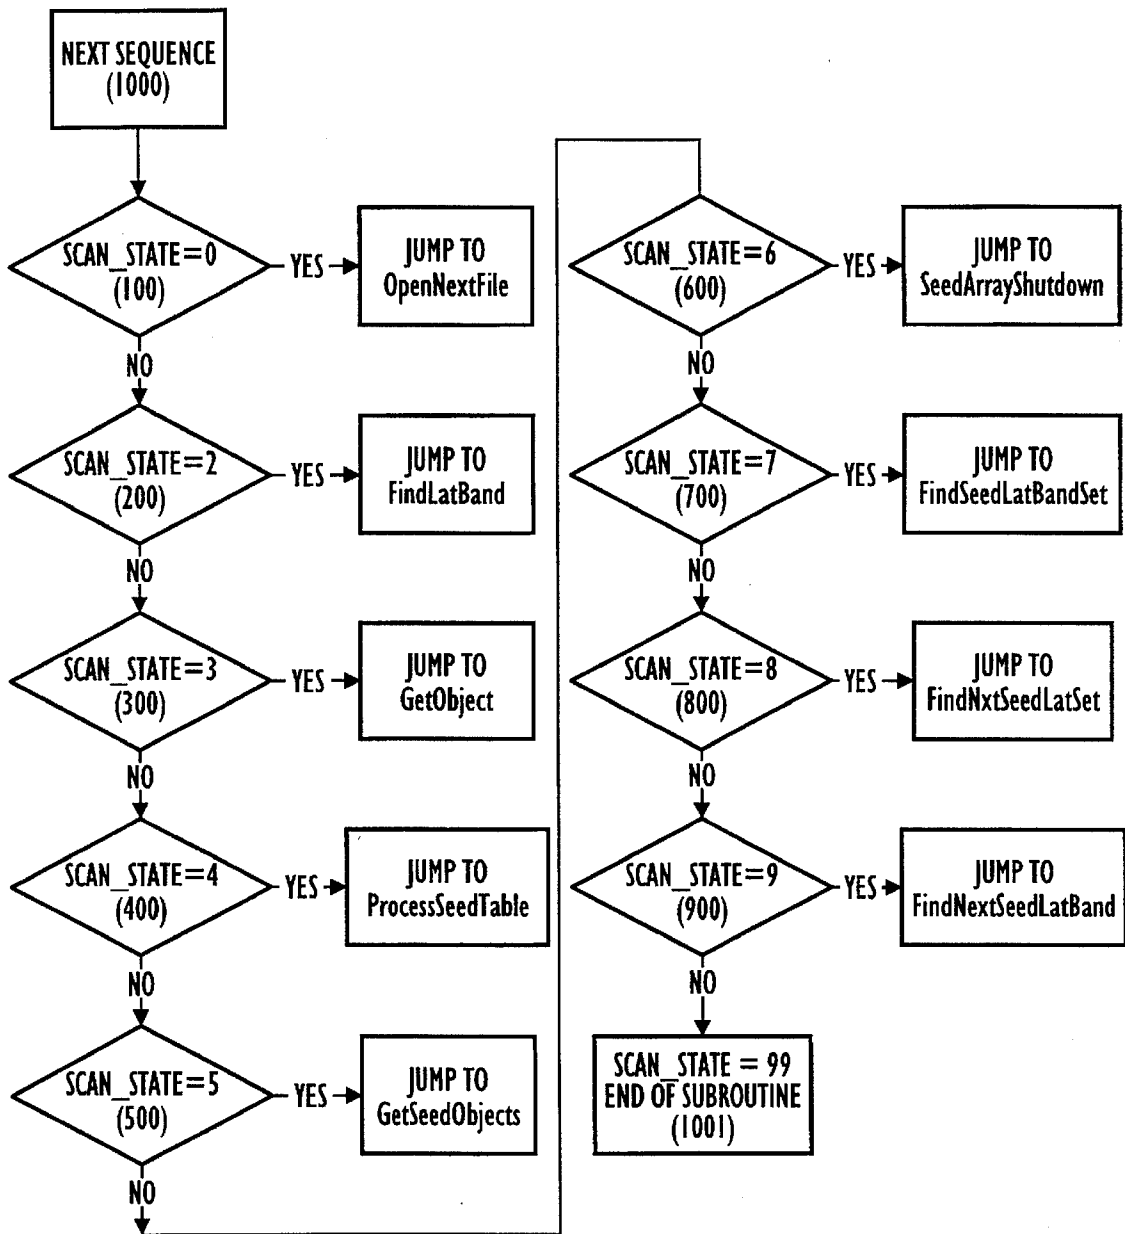 NEXT SEQUENCE
(1000)
SCAN_STATE=0
(100)
YES
JUMP TO
OpenNextFile
NO
SCAN_STATE=2
(200)
YES
JUMP TO
FindLatBand
NO
SCAN_STATE=3
(300)
YES
JUMP TO
GetObject
NO
SCAN_STATE=4
(400)
YES
JUMP TO
ProcessSeedTable
NO
SCAN_STATE=5
(500)
YES
JUMP TO
GetSeedObjects
NO
SCAN_STATE=6
(600)
YES
JUMP TO
SeedArrayShutdown
NO
SCAN_STATE=7
(700)
YES
JUMP TO
FindSeedLatBandSet
NO
SCAN_STATE=8
(800)
YES
JUMP TO
FindNxtSeedLatSet
NO
SCAN_STATE=9
(900)
YES
JUMP TO
FindNextSeedLatBand
NO
SCAN_STATE = 99
END OF SUBROUTINE
(1001)